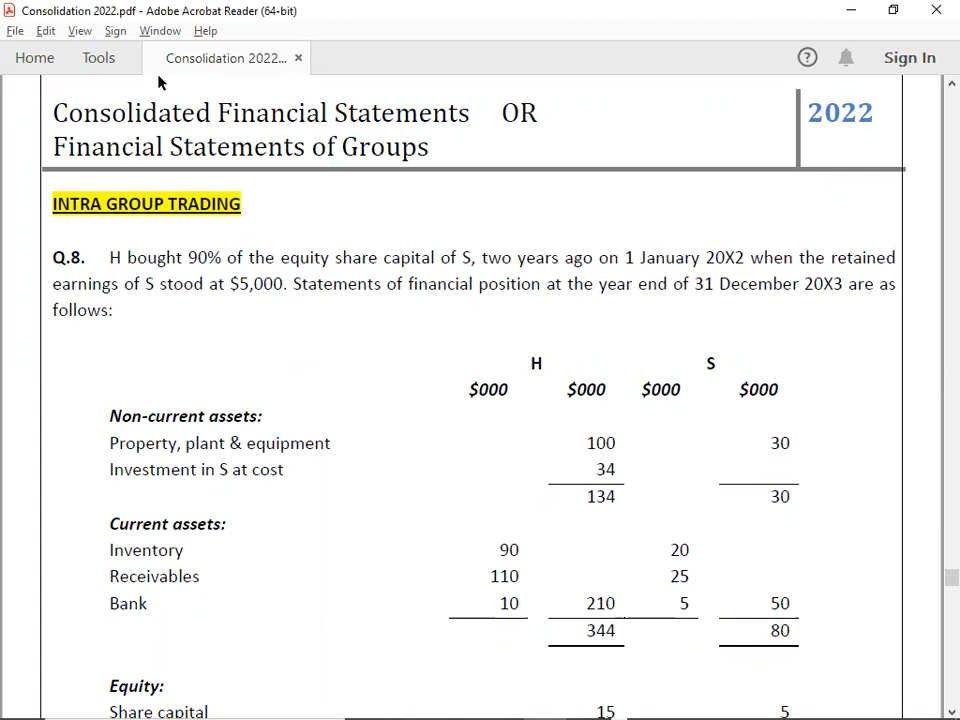 Consolidation 2022.pdf - Adobe Acrobat Reader (64-bit)
File Edit View Sign Window Help
Home Tools Consolidation 2022... × ? Sign In
Consolidated Financial Statements OR
Financial Statements of Groups
2022
INTRA GROUP TRADING
Q.8. H bought 90% of the equity share capital of S, two years ago on 1 January 20X2 when the retained
earnings of S stood at $5,000. Statements of financial position at the year end of 31 December 20X3 are as
follows:
H S
$000 $000 $000 $000
Non-current assets:
Property, plant & equipment 100 30
Investment in S at cost 34
134 30
Current assets:
Inventory 90 20
Receivables 110 25
Bank 10 210 5 50
344 80
Equity:
Share capital 15 5